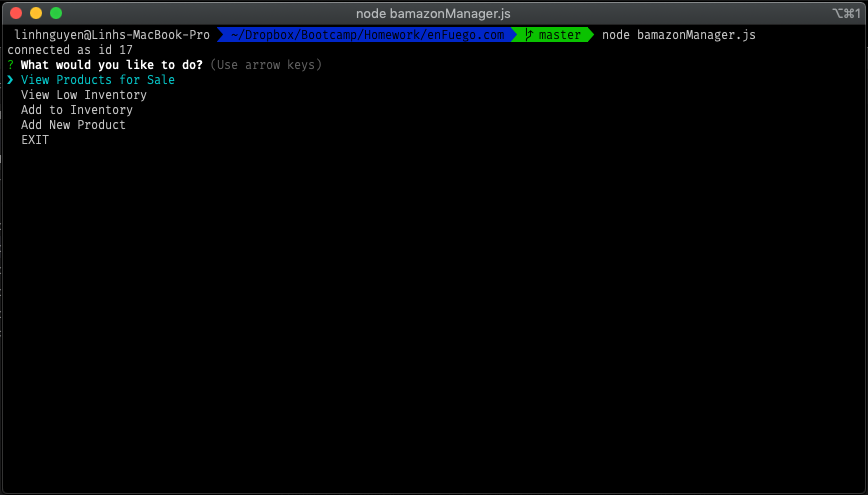 node bamazonManager.js ⌥⌘1
linhnguyen@Linhs-MacBook-Pro ~/Dropbox/Bootcamp/Homework/enFuego.com master node bamazonManager.js
connected as id 17
? What would you like to do? (Use arrow keys)
❯ View Products for Sale
View Low Inventory
Add to Inventory
Add New Product
EXIT